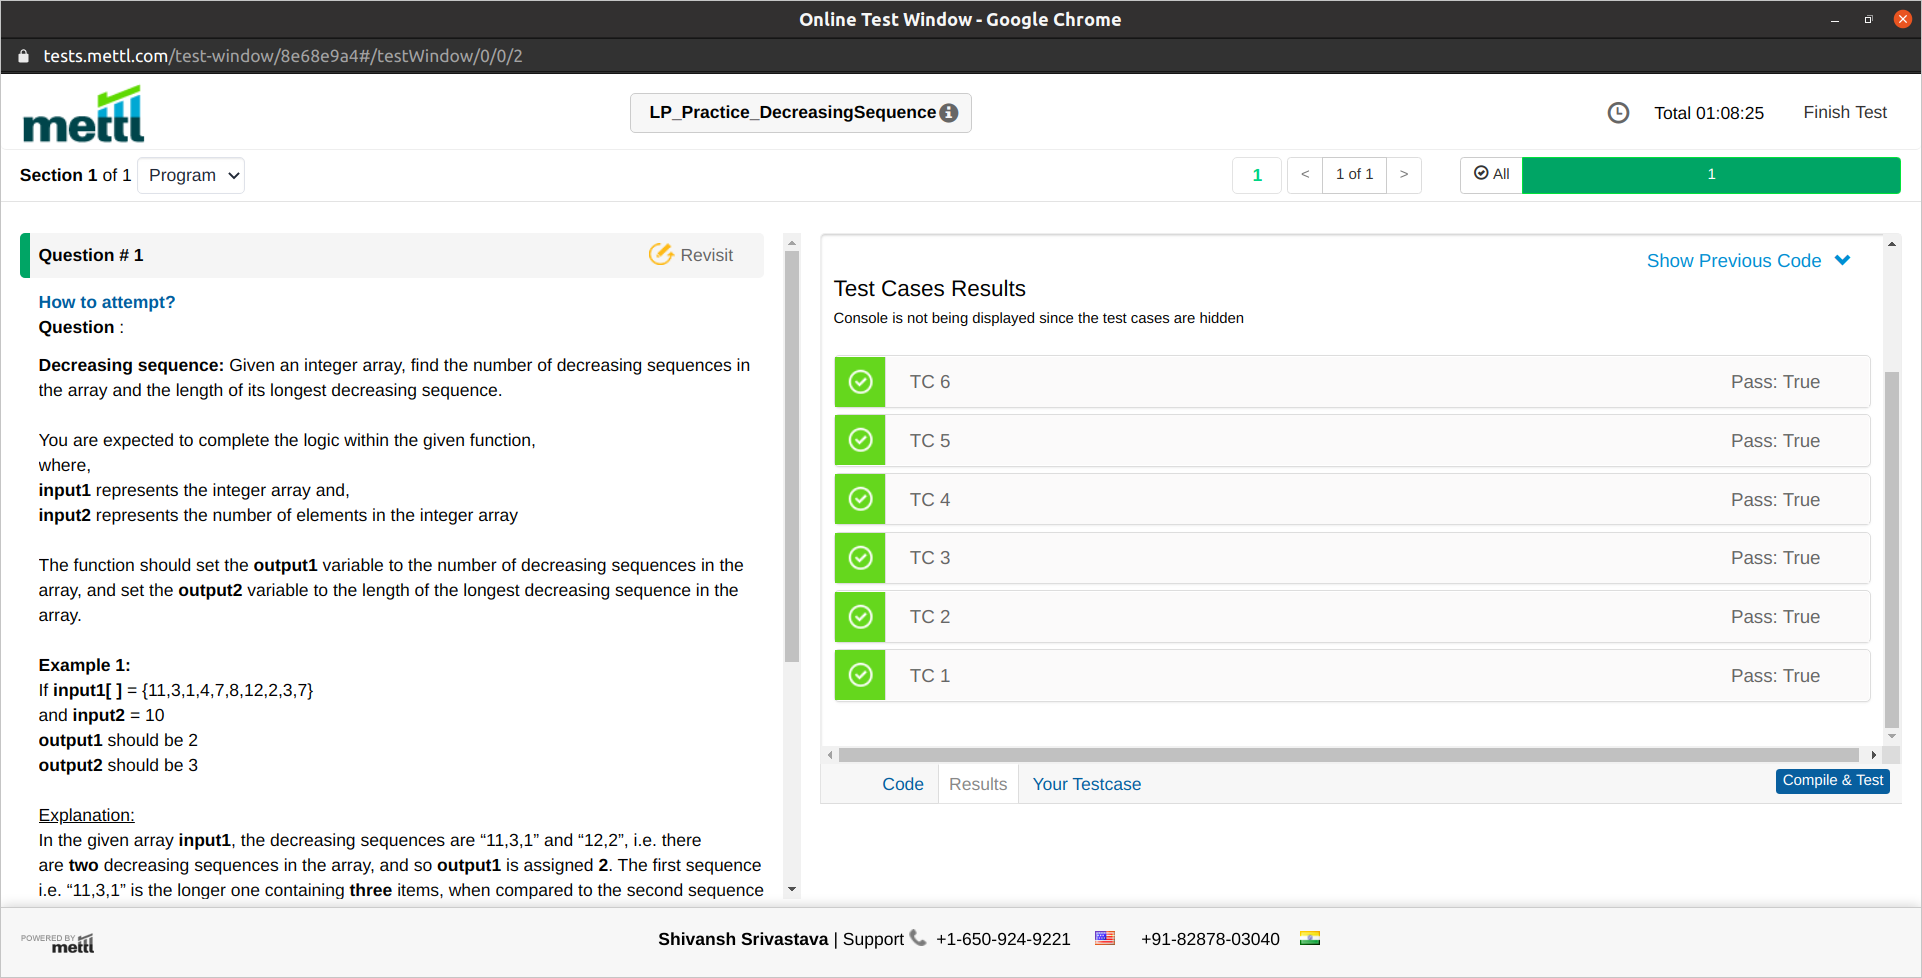 Online Test Window - Google Chrome
tests.mettl.com/test-window/8e68e9a4#/testWindow/0/0/2
mettl
LP_Practice_DecreasingSequence
Total 01:08:25
Finish Test
Section 1 of 1
Program
1
<
1 of 1
>
All
1
Question # 1
Revisit
How to attempt?
Question :
Decreasing sequence: Given an integer array, find the number of decreasing sequences in
the array and the length of its longest decreasing sequence.
You are expected to complete the logic within the given function,
where,
input1 represents the integer array and,
input2 represents the number of elements in the integer array
The function should set the output1 variable to the number of decreasing sequences in the
array, and set the output2 variable to the length of the longest decreasing sequence in the
array.
Example 1:
If input1[ ] = {11,3,1,4,7,8,12,2,3,7}
and input2 = 10
output1 should be 2
output2 should be 3
Explanation:
In the given array input1, the decreasing sequences are “11,3,1” and “12,2”, i.e. there
are two decreasing sequences in the array, and so output1 is assigned 2. The first sequence
i.e. “11,3,1” is the longer one containing three items, when compared to the second sequence
Show Previous Code
Test Cases Results
Console is not being displayed since the test cases are hidden
TC 6 Pass: True
TC 5 Pass: True
TC 4 Pass: True
TC 3 Pass: True
TC 2 Pass: True
TC 1 Pass: True
Code
Results
Your Testcase
Compile & Test
POWERED BY
mettl
Shivansh Srivastava | Support +1-650-924-9221 +91-82878-03040